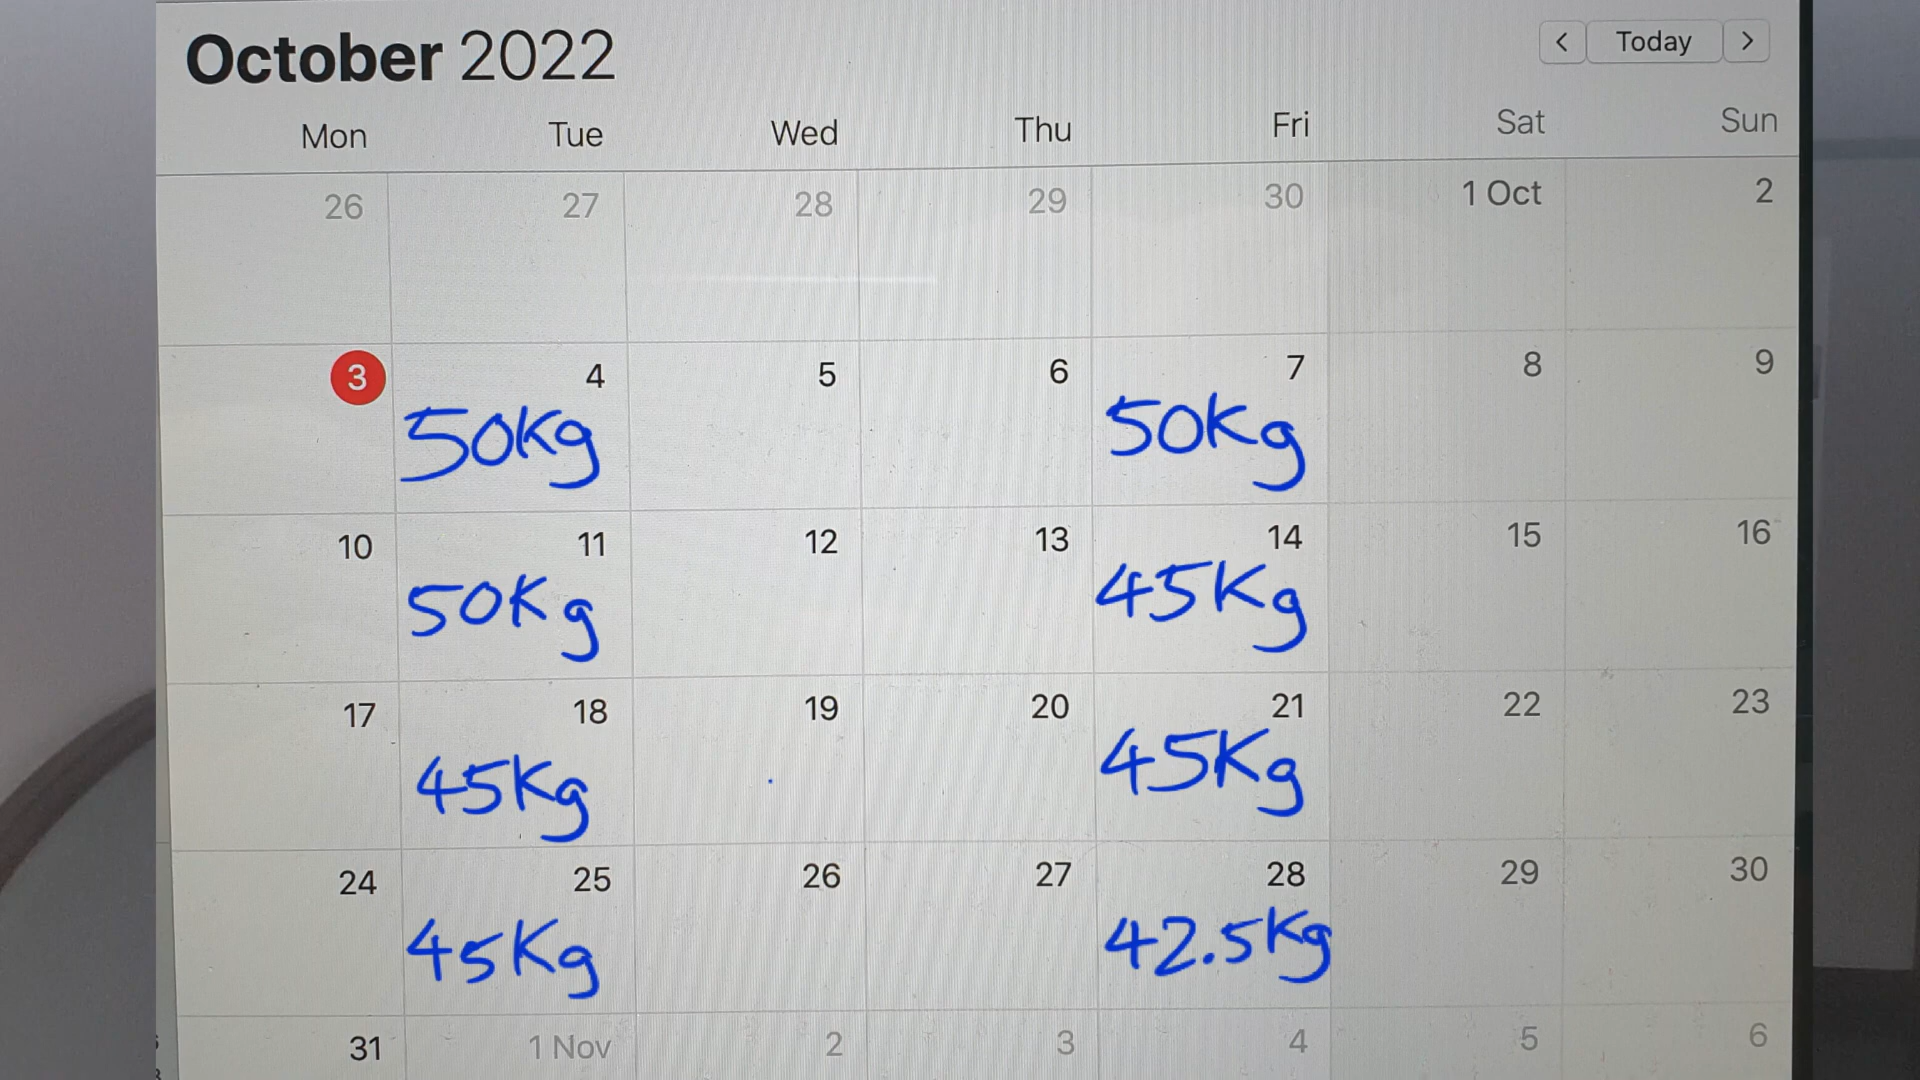 October 2022
< Today >
Mon Tue Wed Thu Fri Sat Sun
26 27 28 29 30 1 Oct 2
3 4 5 6 7 8 9
50Kg 50Kg
10 11 12 13 14 15 16
50Kg 45Kg
17 18 19 20 21 22 23
45Kg 45Kg
24 25 26 27 28 29 30
45Kg 42.5Kg
31 1 Nov 2 3 4 5 6